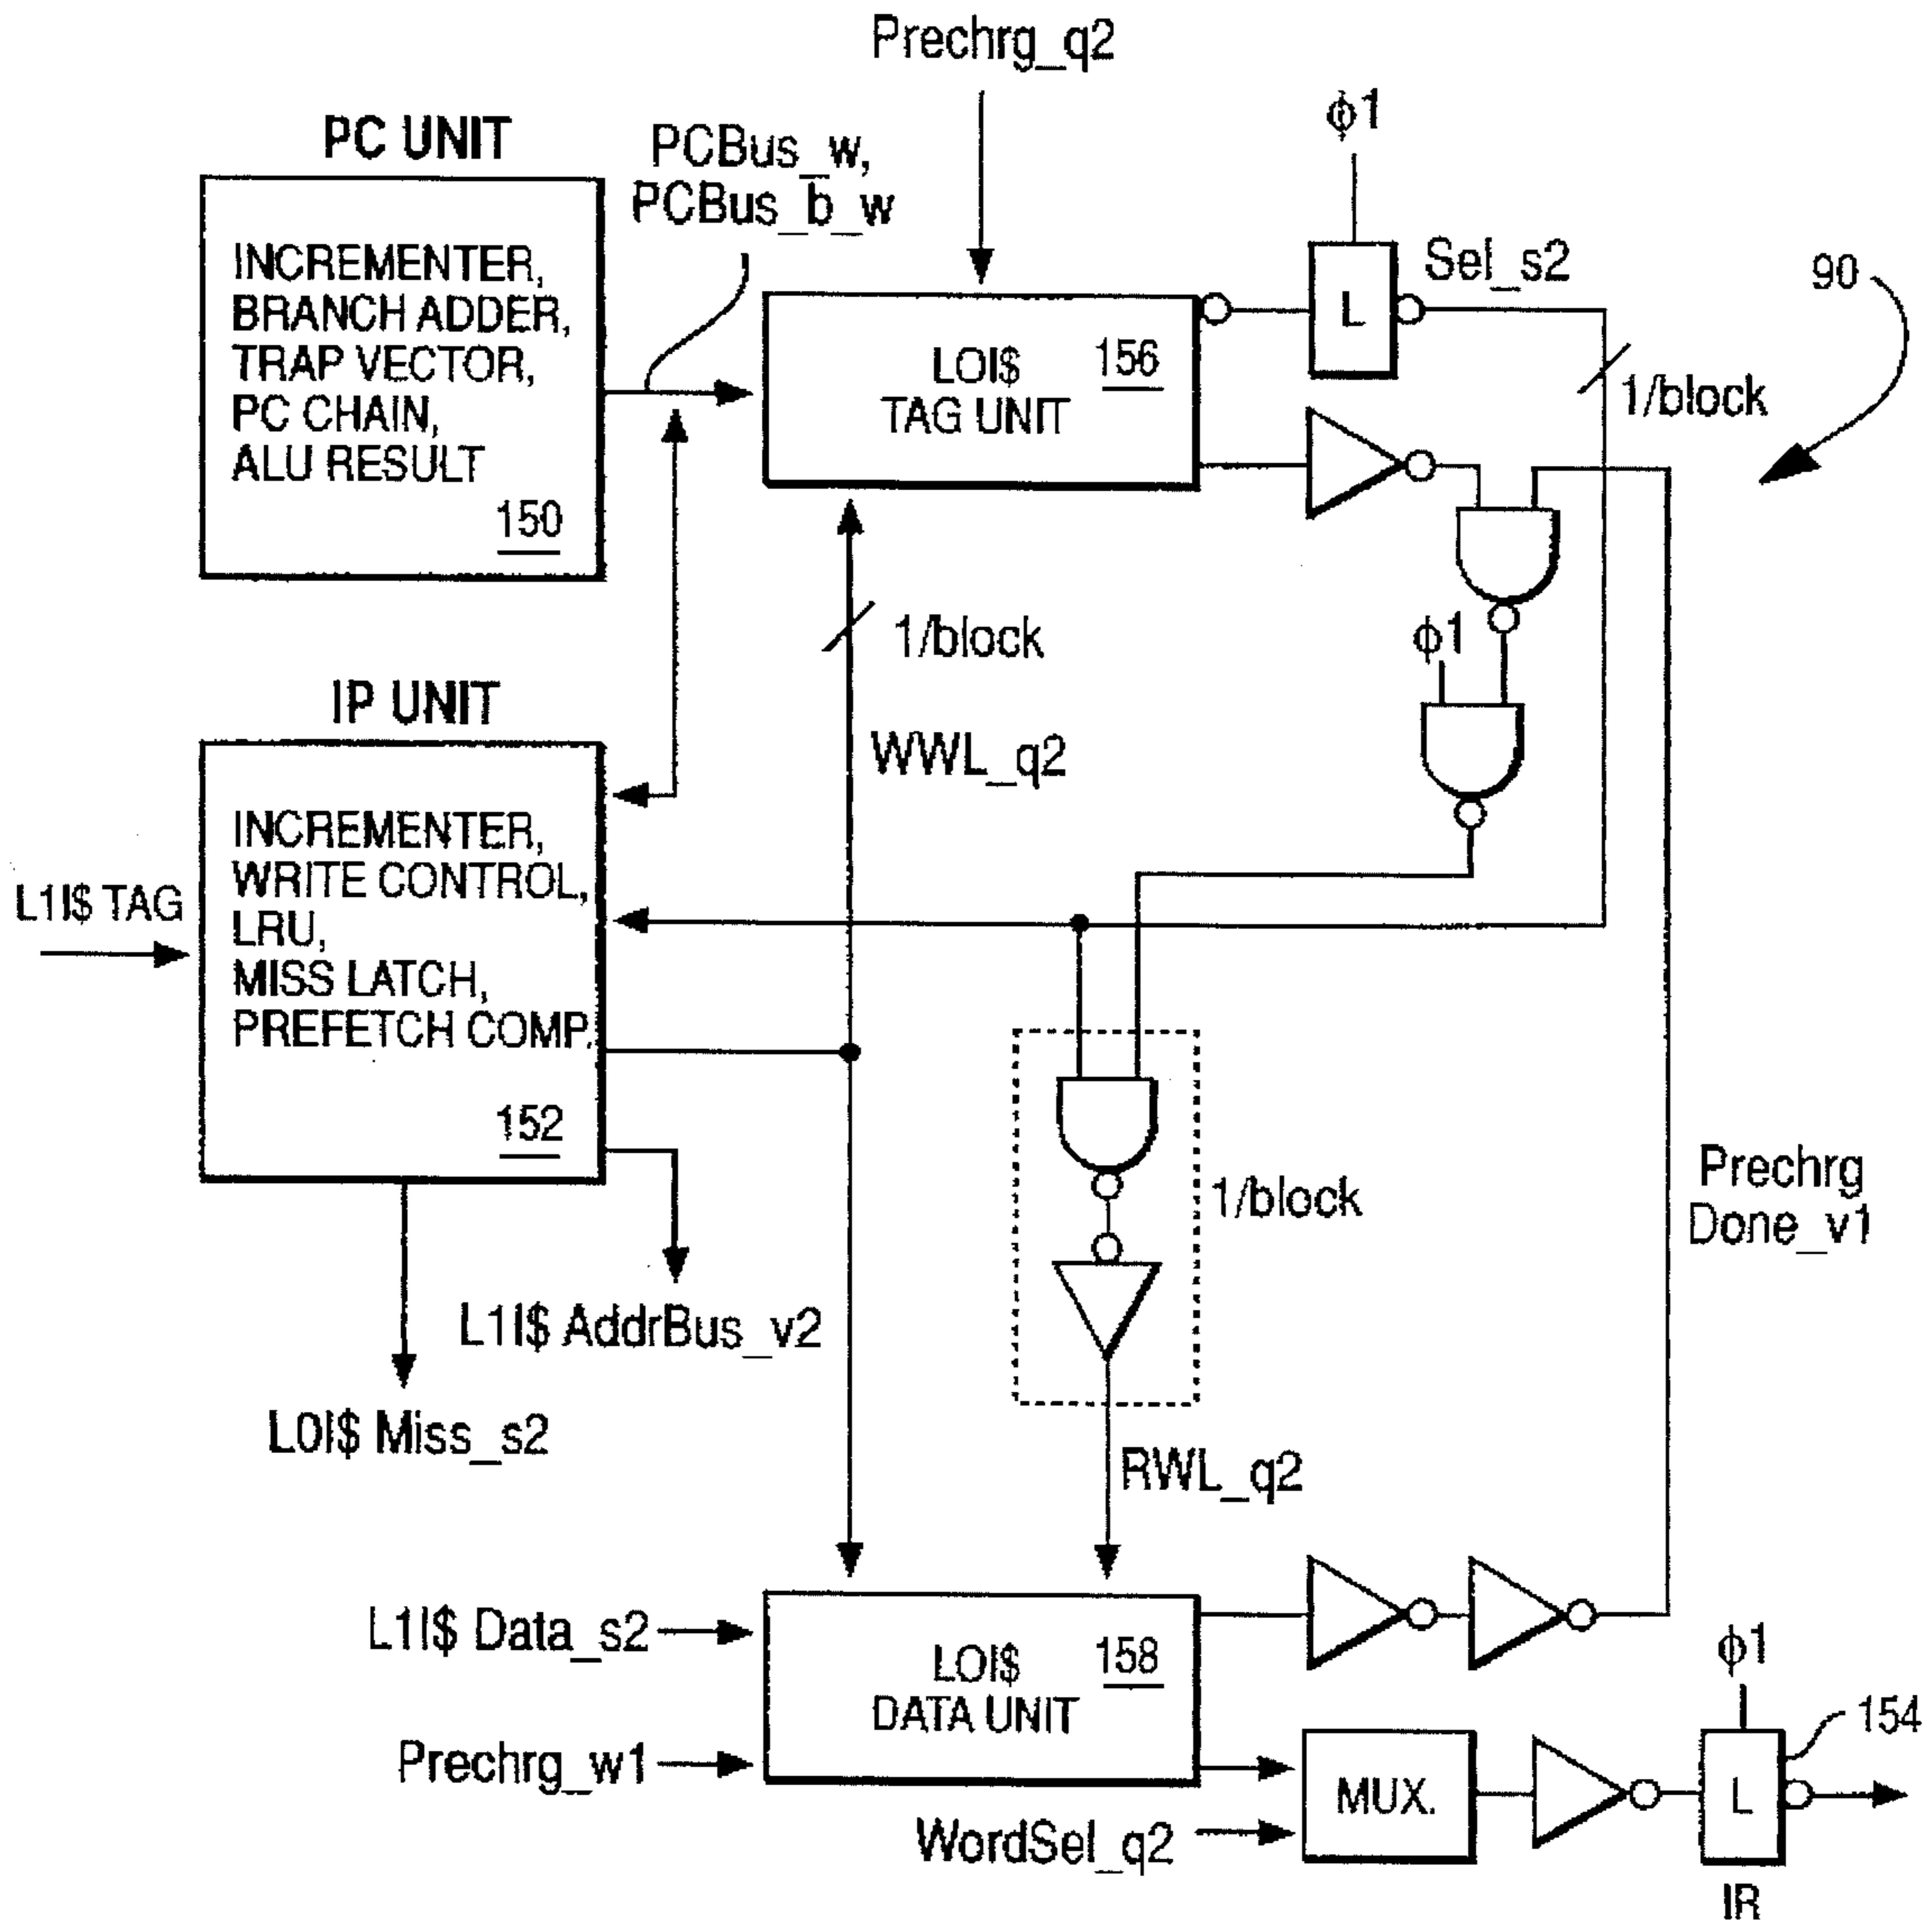 Prechrg_q2
ϕ1
PC UNIT
PCBus_w,
PCBus_b_w
INCREMENTER,
BRANCH ADDER,
TRAP VECTOR,
PC CHAIN,
ALU RESULT
150
LOI$
TAG UNIT
156
L
Sel_s2
90
1/block
ϕ1
1/block
WWL_q2
IP UNIT
INCREMENTER,
WRITE CONTROL,
LRU,
MISS LATCH,
PREFETCH COMP.
152
L1I$ TAG
1/block
Prechrg
Done_v1
L1I$ AddrBus_v2
L0I$ Miss_s2
RWL_q2
L1I$ Data_s2
LOI$
DATA UNIT
158
Prechrg_w1
WordSel_q2
MUX.
ϕ1
154
L
IR